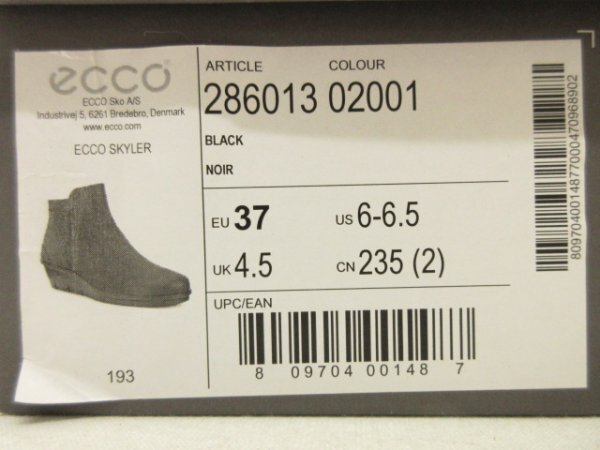 ecco
ECCO Sko A/S
Industrivej 5, 6261 Bredebro, Denmark
www.ecco.com
ECCO SKYLER
193
ARTICLE COLOUR
286013 02001
BLACK
NOIR
EU 37 US 6-6.5
UK 4.5 CN 235 (2)
UPC/EAN
8 09704 00148 7
809704001487700047096890​2